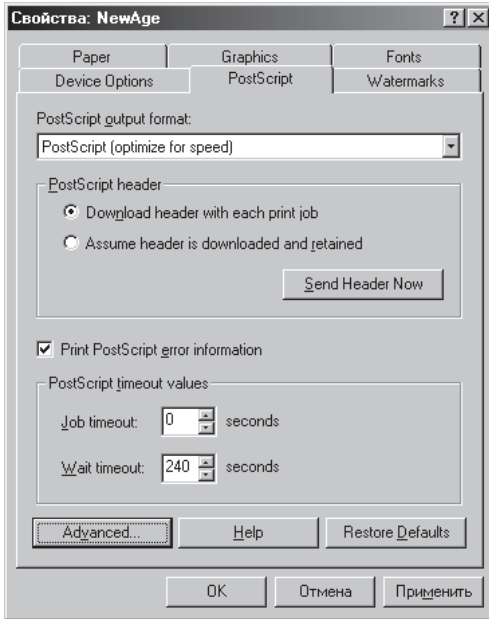 Свойства: NewAge
Paper Graphics Fonts
Device Options PostScript Watermarks
PostScript output format:
PostScript (optimize for speed)
PostScript header
Download header with each print job
Assume header is downloaded and retained
Send Header Now
Print PostScript error information
PostScript timeout values
Job timeout: 0 seconds
Wait timeout: 240 seconds
Advanced... Help Restore Defaults
OK Отмена Применить